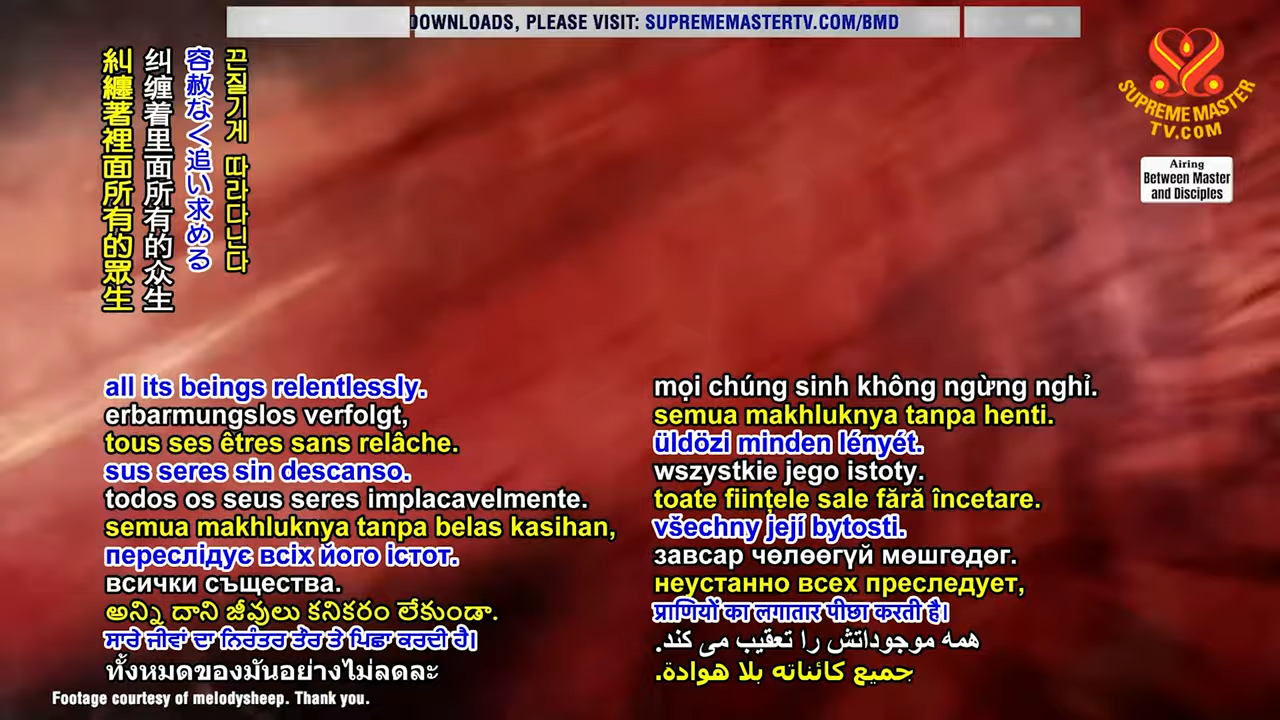 DOWNLOADS, PLEASE VISIT: SUPREMEMASTERTV.COM/BMD
SUPREME MASTER
TV.COM
Airing
Between Master
and Disciples
糾纏著裡面所有的眾生
纠缠着里面所有的众生
容赦なく追い求める
끈질기게 따라다닌다
all its beings relentlessly.
erbarmungslos verfolgt,
tous ses êtres sans relâche.
sus seres sin descanso.
todos os seus seres implacavelmente.
semua makhluknya tanpa belas kasihan,
переслідує всіх його істот.
всички същества.
అన్ని దాని జీవులు కనికరం లేకుండా.
ਸਾਰੇ ਜੀਵਾਂ ਦਾ ਨਿਰੰਤਰ ਤੌਰ ਤੇ ਪਿੱਛਾ ਕਰਦੀ ਹੈ।
ทั้งหมดของมันอย่างไม่ลดละ
mọi chúng sinh không ngừng nghỉ.
semua makhluknya tanpa henti.
üldözi minden lényét.
wszystkie jego istoty.
toate ființele sale fără încetare.
všechny její bytosti.
завсар чөлөөгүй мөшгөдөг.
неустанно всех преследует,
प्राणियों का लगातार पीछा करती है।
همه موجوداتش را تعقیب می کند.
جميع كائناته بلا هوادة.
Footage courtesy of melodysheep. Thank you.